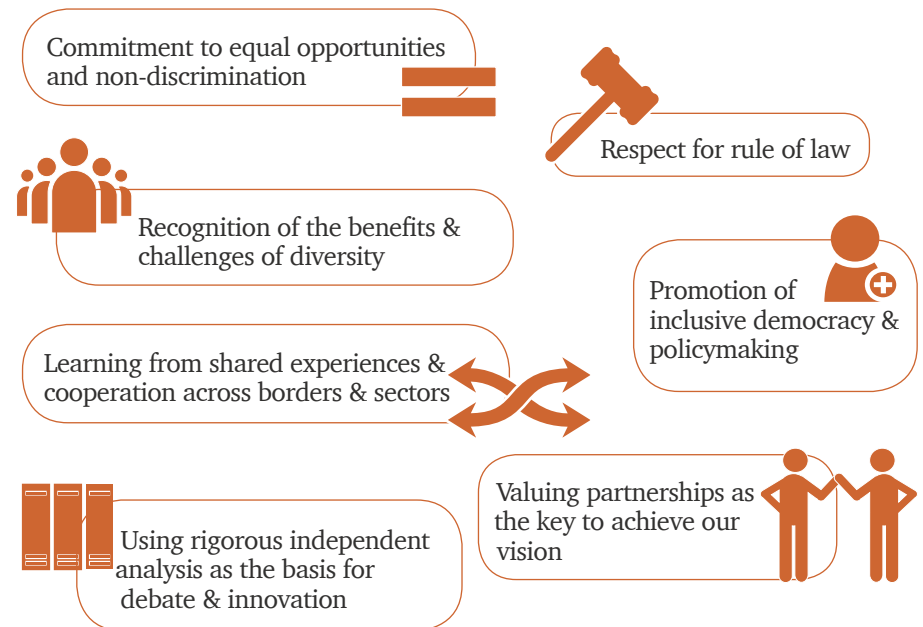 Commitment to equal opportunities
and non-discrimination
Respect for rule of law
Recognition of the benefits &
challenges of diversity
Promotion of
inclusive democracy &
policymaking
Learning from shared experiences &
cooperation across borders & sectors
Valuing partnerships as
the key to achieve our
vision
Using rigorous independent
analysis as the basis for
debate & innovation